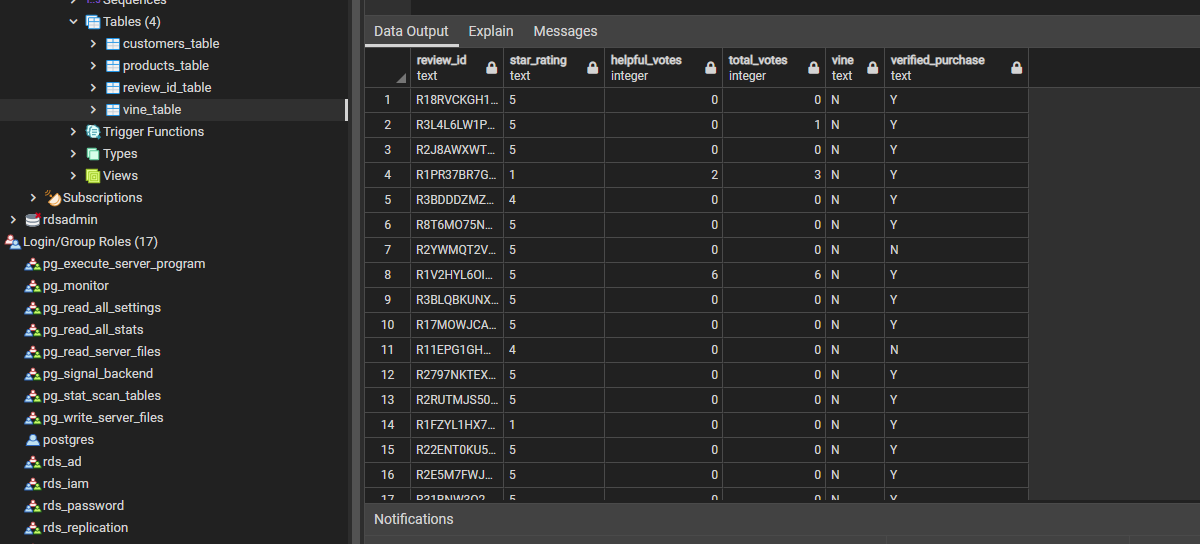 Sequences
Tables (4)
customers_table
products_table
review_id_table
vine_table
Trigger Functions
Types
Views
Subscriptions
rdsadmin
Login/Group Roles (17)
pg_execute_server_program
pg_monitor
pg_read_all_settings
pg_read_all_stats
pg_read_server_files
pg_signal_backend
pg_stat_scan_tables
pg_write_server_files
postgres
rds_ad
rds_iam
rds_password
rds_replication
Data Output Explain Messages
review_id star_rating helpful_votes total_votes vine verified_purchase
text text integer integer text text
1 R18RVCKGH1... 5 0 0 N Y
2 R3L4L6LW1P... 5 0 1 N Y
3 R2J8AWXWT... 5 0 0 N Y
4 R1PR37BR7G... 1 2 3 N Y
5 R3BDDDZMZ... 4 0 0 N Y
6 R8T6MO75N... 5 0 0 N Y
7 R2YWMQT2V... 5 0 0 N N
8 R1V2HYL6OI... 5 6 6 N Y
9 R3BLQBKUNX... 5 0 0 N Y
10 R17MOWJCA... 5 0 0 N Y
11 R11EPG1GH... 4 0 0 N N
12 R2797NKTEX... 5 0 0 N Y
13 R2RUTMJS50... 5 0 0 N Y
14 R1FZYL1HX7... 1 0 0 N Y
15 R22ENT0KU5... 5 0 0 N Y
16 R2E5M7FWJ... 5 0 0 N Y
17 5 0 0 N Y
Notifications